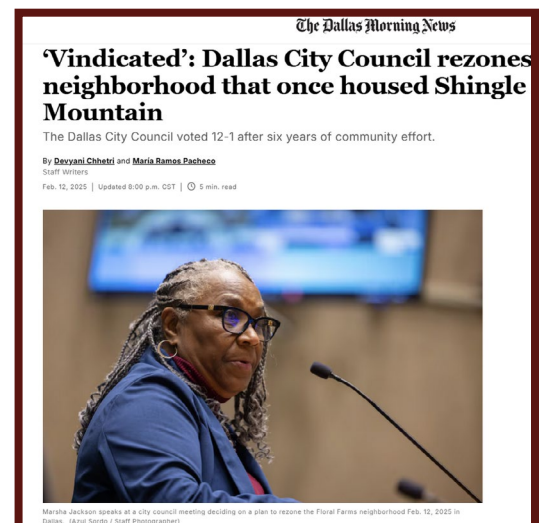 The Dallas Morning News
‘Vindicated’: Dallas City Council rezones
neighborhood that once housed Shingle
Mountain
The Dallas City Council voted 12-1 after six years of community effort.
By Devyani Chhetri and María Ramos Pacheco
Staff Writers
Feb. 12, 2025 | Updated 8:00 p.m. CST | 5 min. read
Marsha Jackson speaks at a city council meeting deciding on a plan to rezone the Floral Farms neighborhood Feb. 12, 2025 in
Dallas. (Azul Sordo / Staff Photographer)